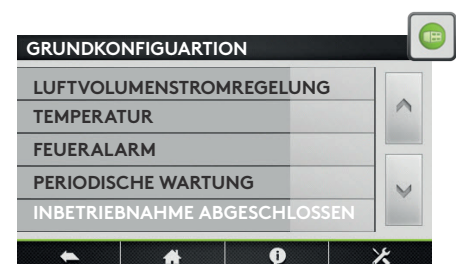 GRUNDKONFIGUARTION
LUFTVOLUMENSTROMREGELUNG
TEMPERATUR
FEUERALARM
PERIODISCHE WARTUNG
INBETRIEBNAHME ABGESCHLOSSEN